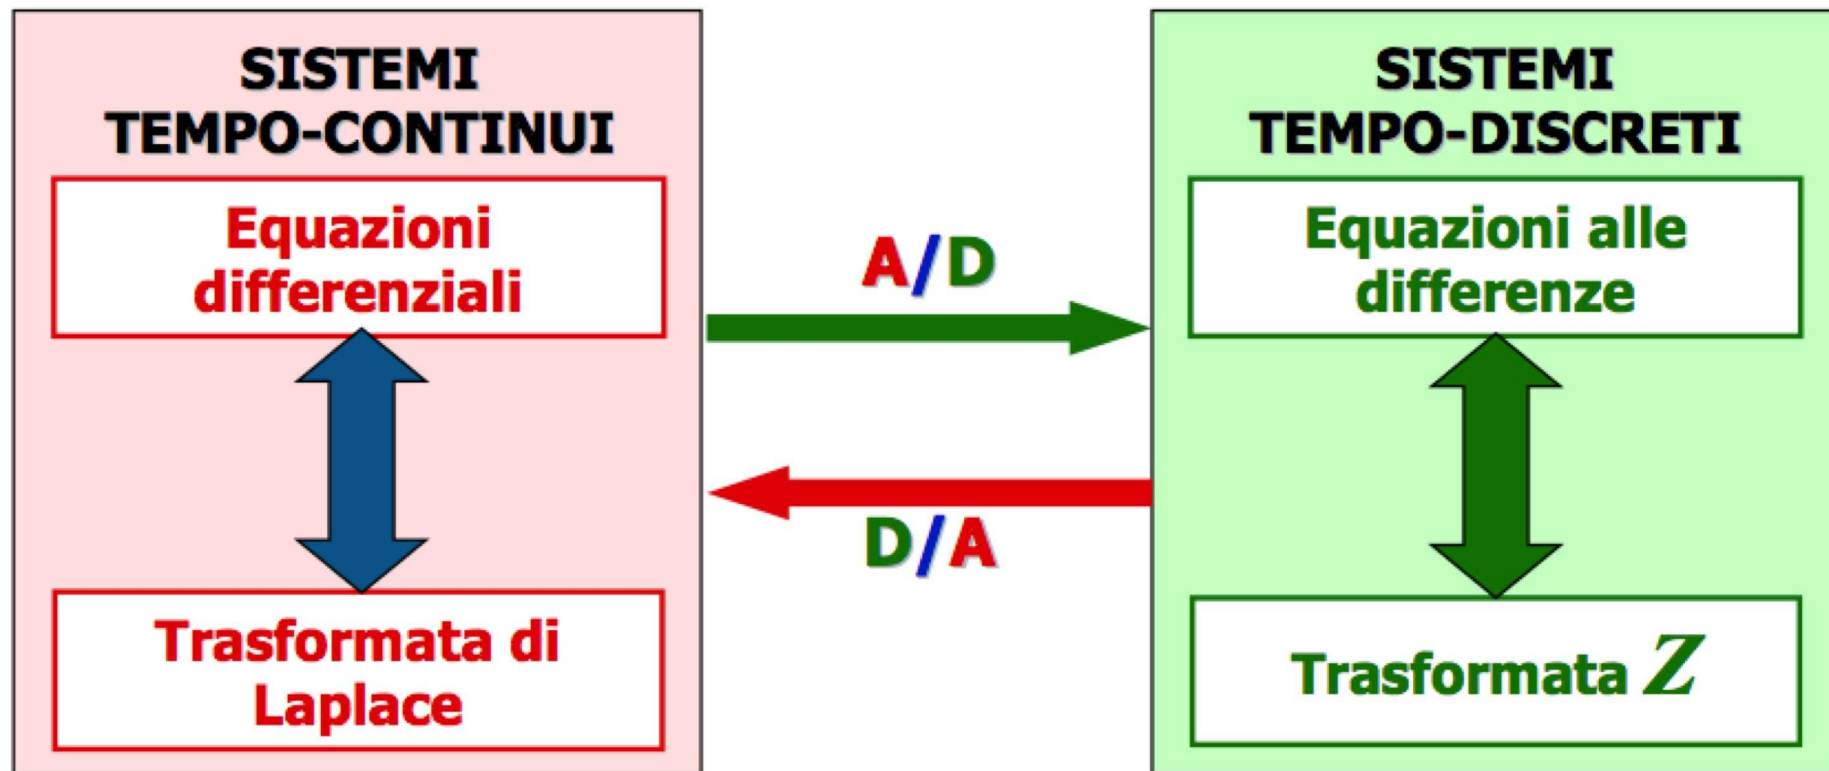 SISTEMI
TEMPO-CONTINUI
Equazioni
differenziali
Trasformata di
Laplace
A/D
D/A
SISTEMI
TEMPO-DISCRETI
Equazioni alle
differenze
Trasformata Z